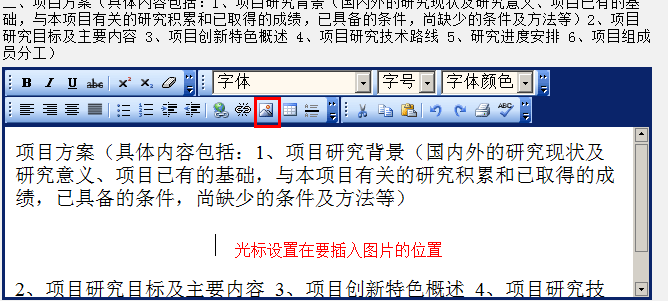 二、项目方案（具体内容包括：1、项目研究背景（国内外的研究现状及研究意义、项目已有的基
础，与本项目有关的研究积累和已取得的成绩，已具备的条件，尚缺少的条件及方法等）2、项目
研究目标及主要内容 3、项目创新特色概述 4、项目研究技术路线 5、研究进度安排 6、项目组成
员分工）
B I U abc x² x₂ 字体 字号 字体颜色
ABC
项目方案（具体内容包括：1、项目研究背景（国内外的研究现状及
研究意义、项目已有的基础，与本项目有关的研究积累和已取得的成
绩，已具备的条件，尚缺少的条件及方法等）
光标设置在要插入图片的位置
2、项目研究目标及主要内容 3、项目创新特色概述 4、项目研究技